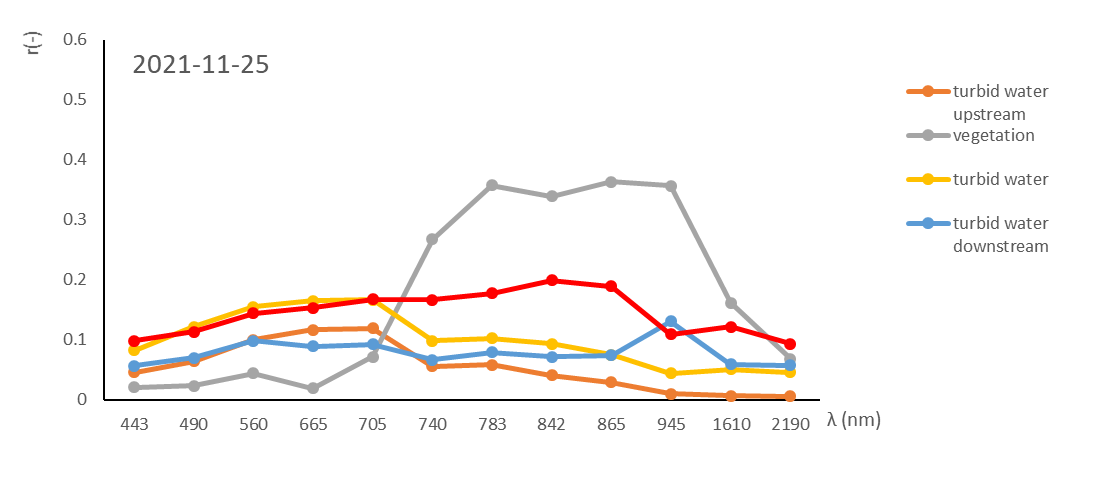 r(-)
0.6
0.5
0.4
0.3
0.2
0.1
0
2021-11-25
443 490 560 665 705 740 783 842 865 945 1610 2190
λ (nm)
turbid water
upstream
vegetation
turbid water
turbid water
downstream